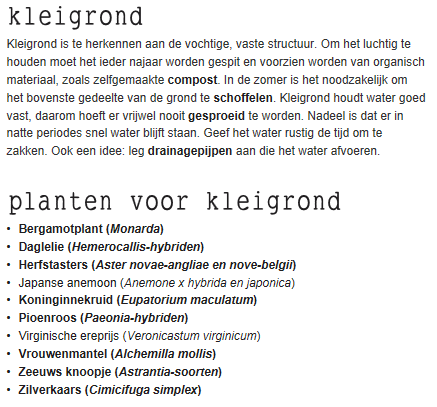 kleigrond
Kleigrond is te herkennen aan de vochtige, vaste structuur. Om het luchtig te
houden moet het ieder najaar worden gespit en voorzien worden van organisch
materiaal, zoals zelfgemaakte compost. In de zomer is het noodzakelijk om
het bovenste gedeelte van de grond te schoffelen. Kleigrond houdt water goed
vast, daarom hoeft er vrijwel nooit gesproeid te worden. Nadeel is dat er in
natte periodes snel water blijft staan. Geef het water rustig de tijd om te
zakken. Ook een idee: leg drainagepijpen aan die het water afvoeren.
planten voor kleigrond
• Bergamotplant (Monarda)
• Daglelie (Hemerocallis-hybriden)
• Herfstasters (Aster novae-angliae en nove-belgii)
• Japanse anemoon (Anemone x hybrida en japonica)
• Koninginnekruid (Eupatorium maculatum)
• Pioenroos (Paeonia-hybriden)
• Virginische ereprijs (Veronicastum virginicum)
• Vrouwenmantel (Alchemilla mollis)
• Zeeuws knoopje (Astrantia-soorten)
• Zilverkaars (Cimicifuga simplex)